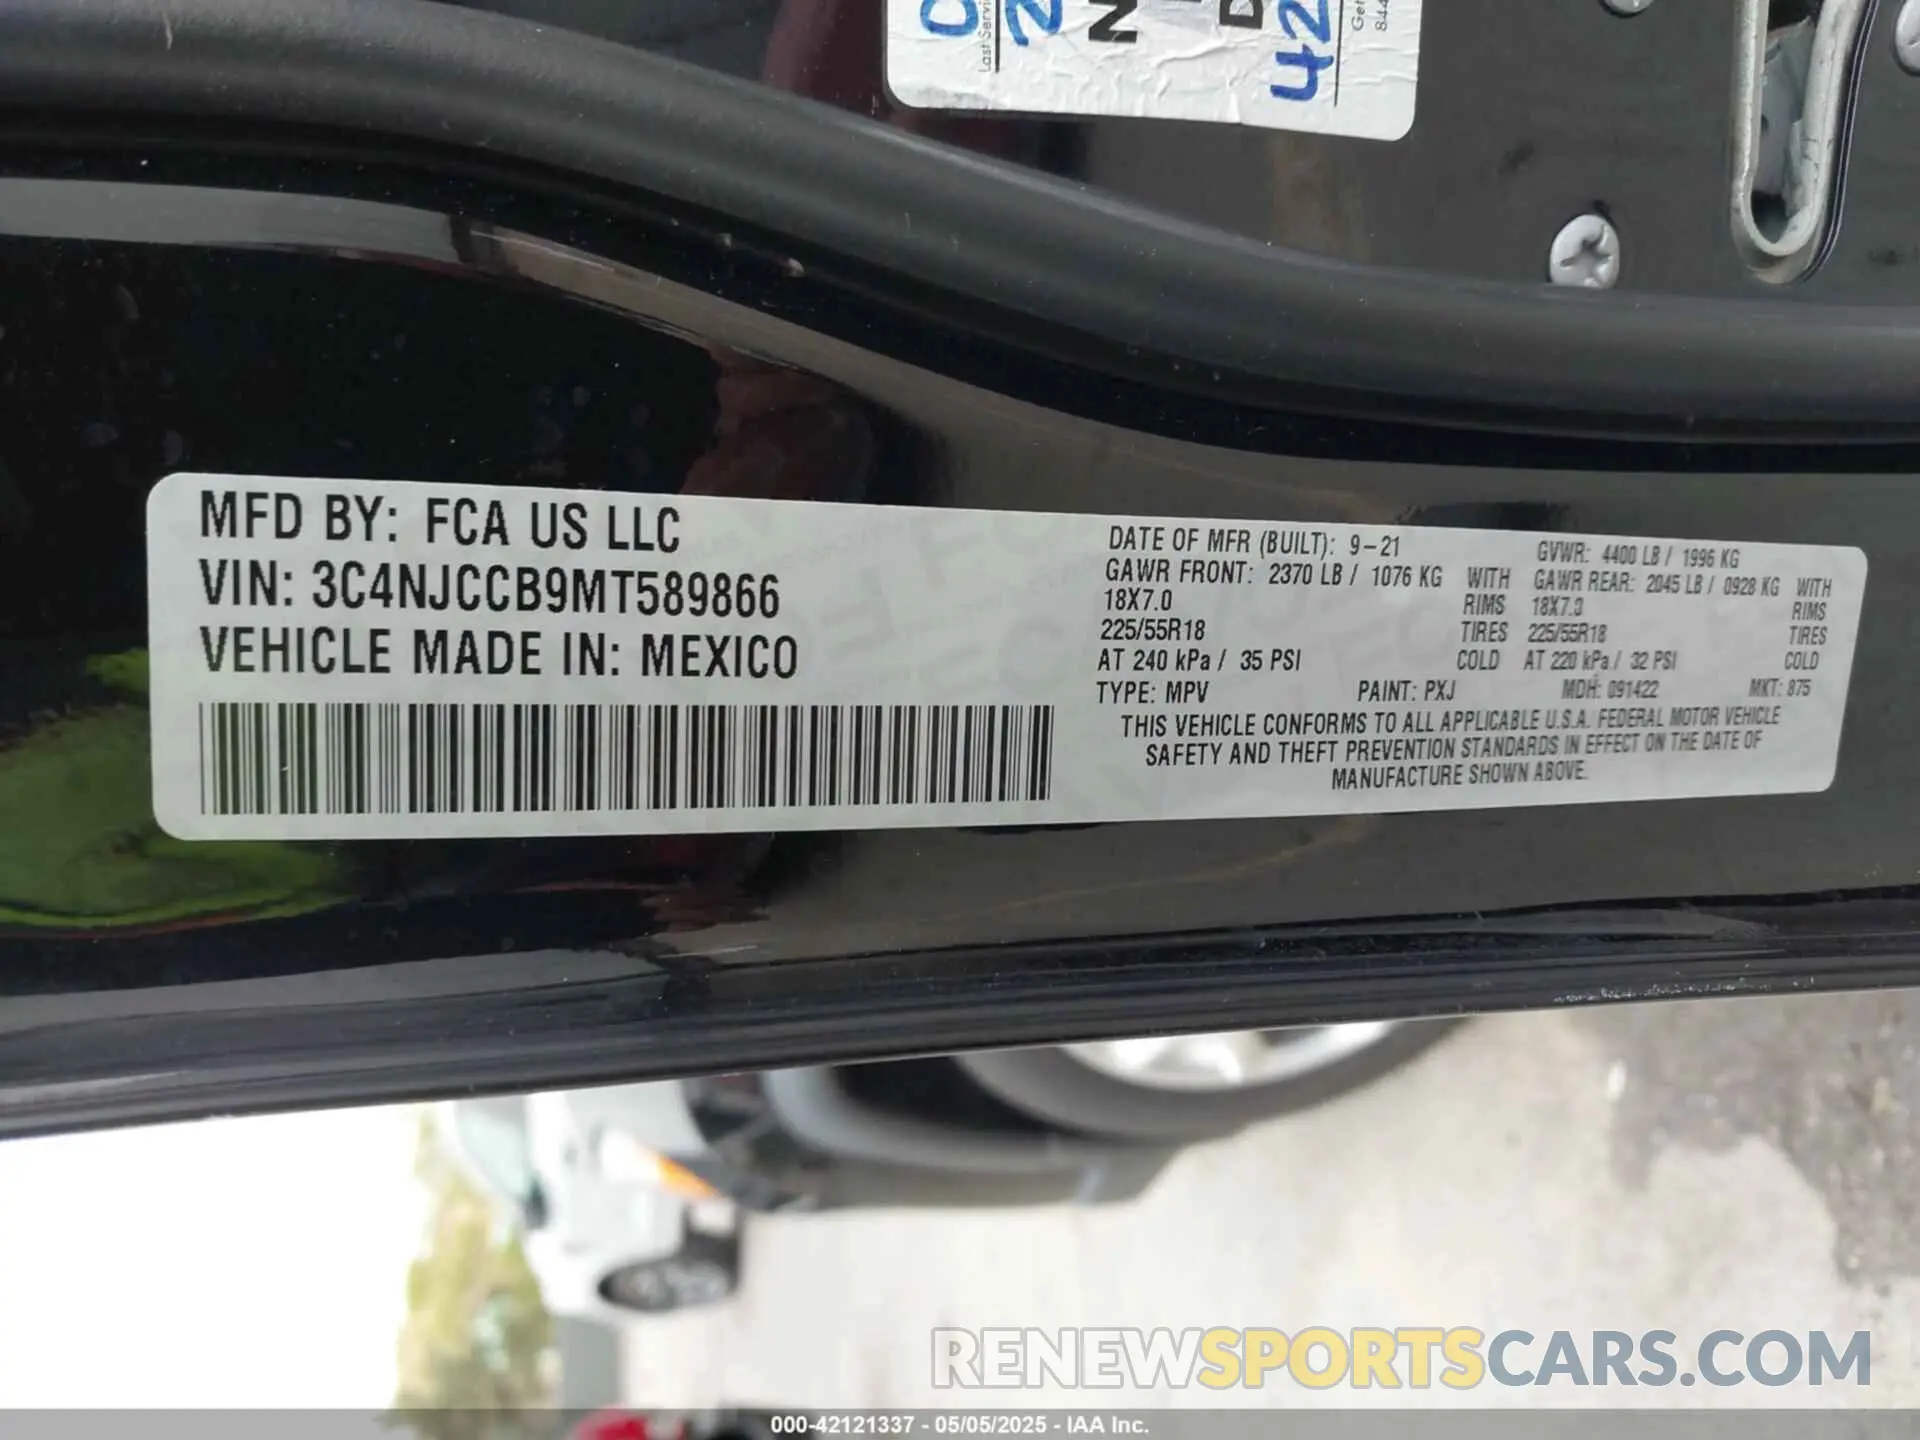 Last Servi
Get
844
42
MFD BY: FCA US LLC
VIN: 3C4NJCCB9MT589866
VEHICLE MADE IN: MEXICO
DATE OF MFR (BUILT): 9-21 GVWR: 4400 LB / 1996 KG
GAWR FRONT: 2370 LB / 1076 KG WITH GAWR REAR: 2045 LB / 0928 KG WITH
18X7.0 RIMS 18X7.0 RIMS
225/55R18 TIRES 225/55R18 TIRES
AT 240 kPa / 35 PSI COLD AT 220 kPa / 32 PSI COLD
TYPE: MPV PAINT: PXJ MDH: 091422 MKT: 875
THIS VEHICLE CONFORMS TO ALL APPLICABLE U.S.A. FEDERAL MOTOR VEHICLE
SAFETY AND THEFT PREVENTION STANDARDS IN EFFECT ON THE DATE OF
MANUFACTURE SHOWN ABOVE.
RENEWSPORTSCARS.COM
000-42121337 - 05/05/2025 - IAA Inc.